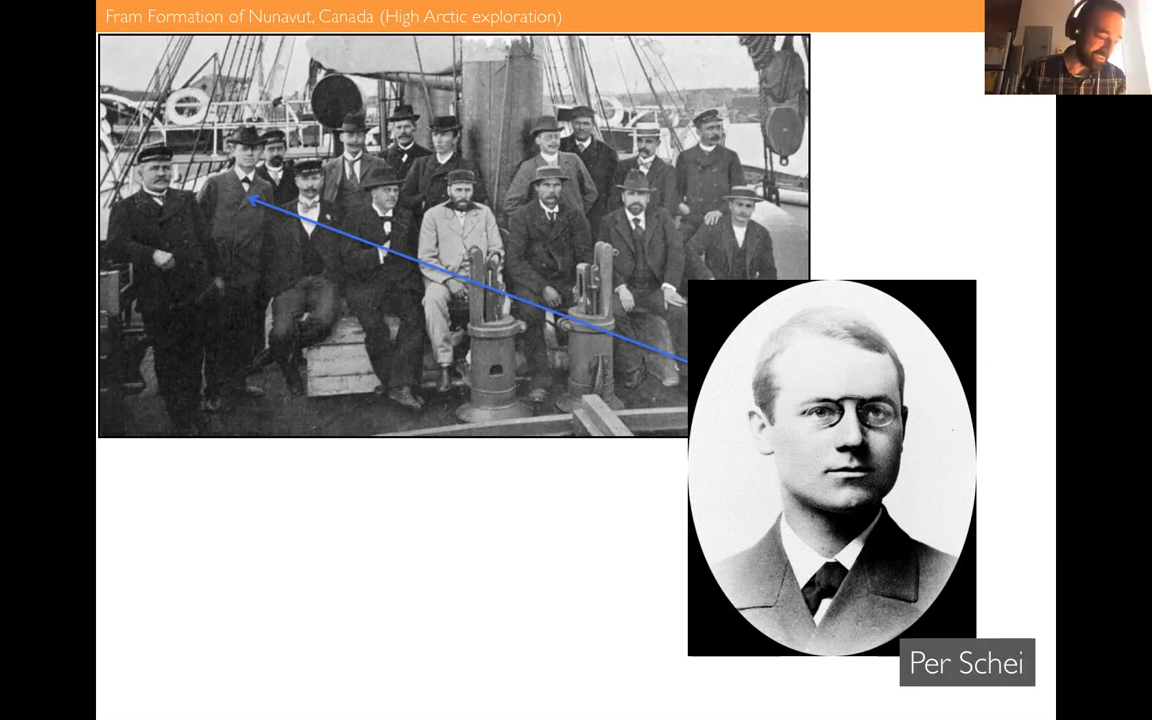 Fram Formation of Nunavut, Canada (High Arctic exploration)
Per Schei